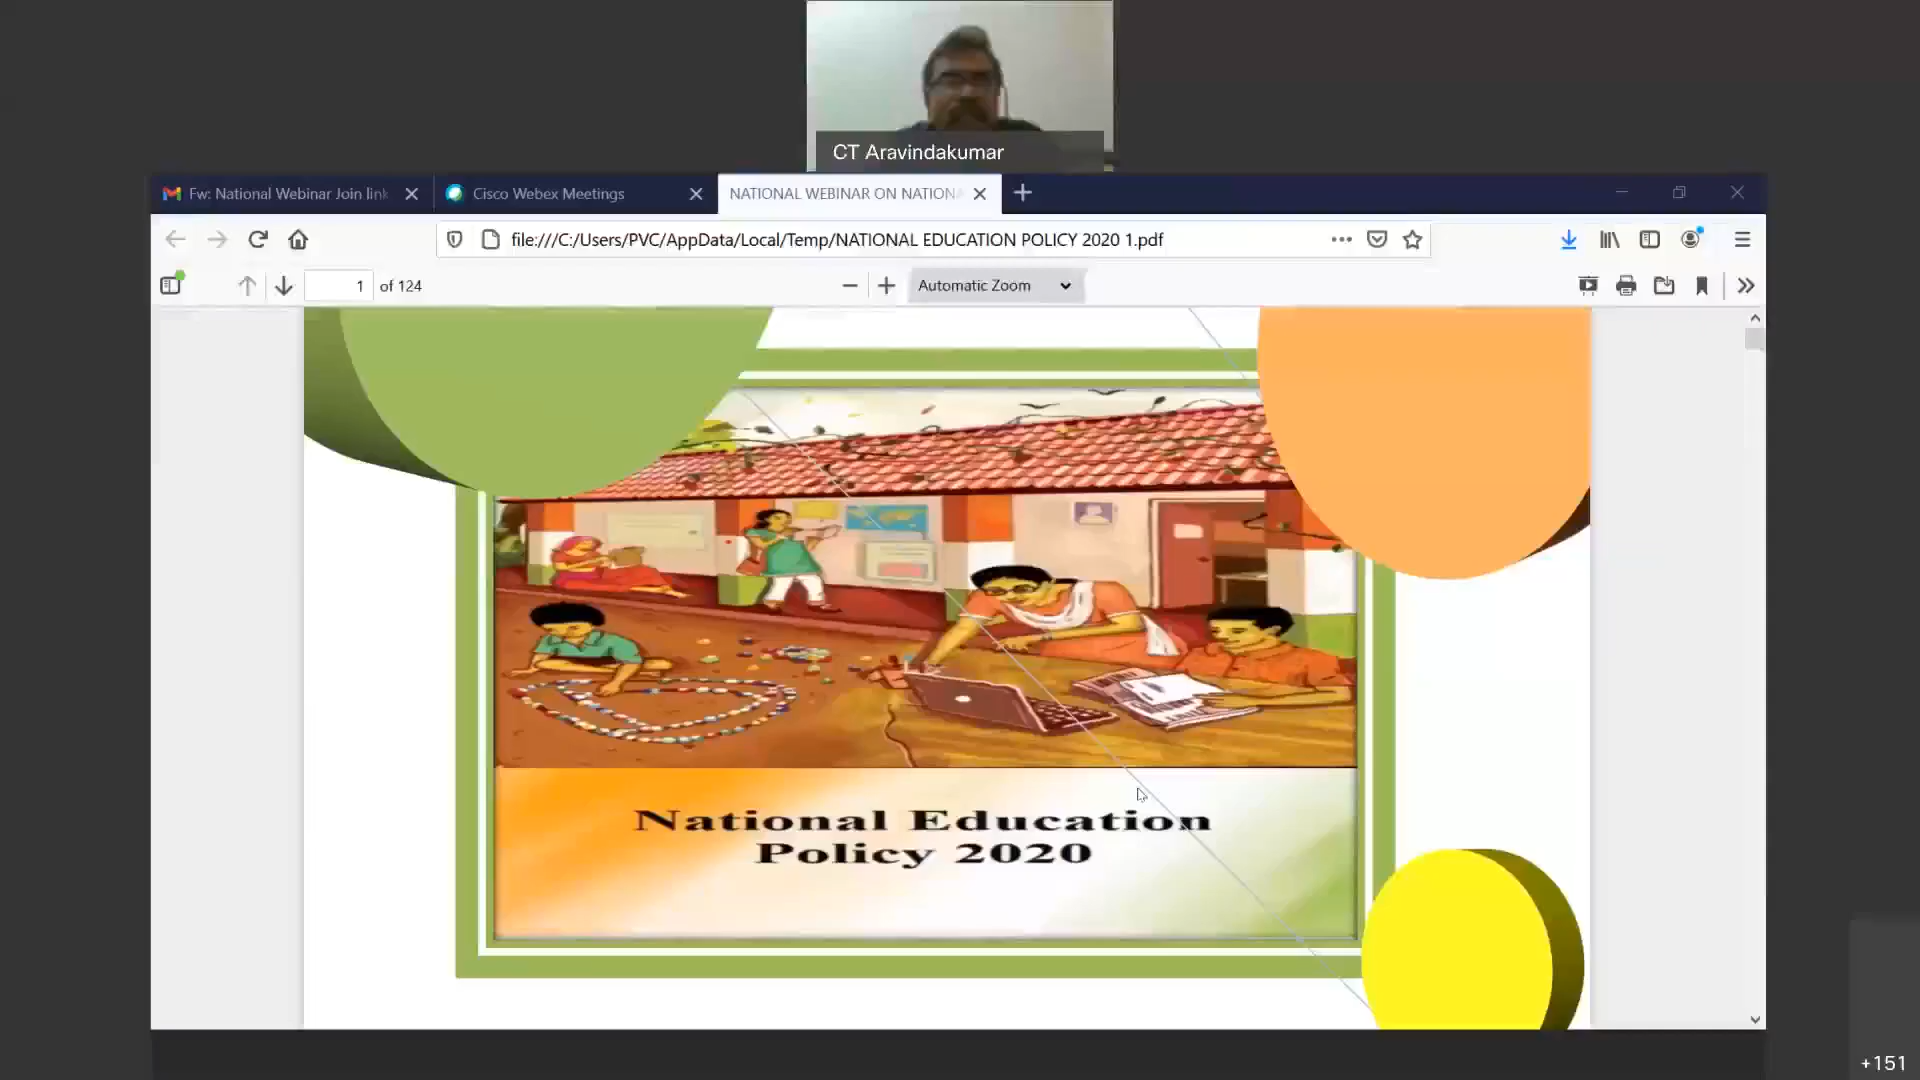 CT Aravindakumar
Fw: National Webinar Join link
Cisco Webex Meetings
NATIONAL WEBINAR ON NATION
file:///C:/Users/PVC/AppData/Local/Temp/NATIONAL EDUCATION POLICY 2020 1.pdf
1 of 124
Automatic Zoom
National Education
Policy 2020
+151